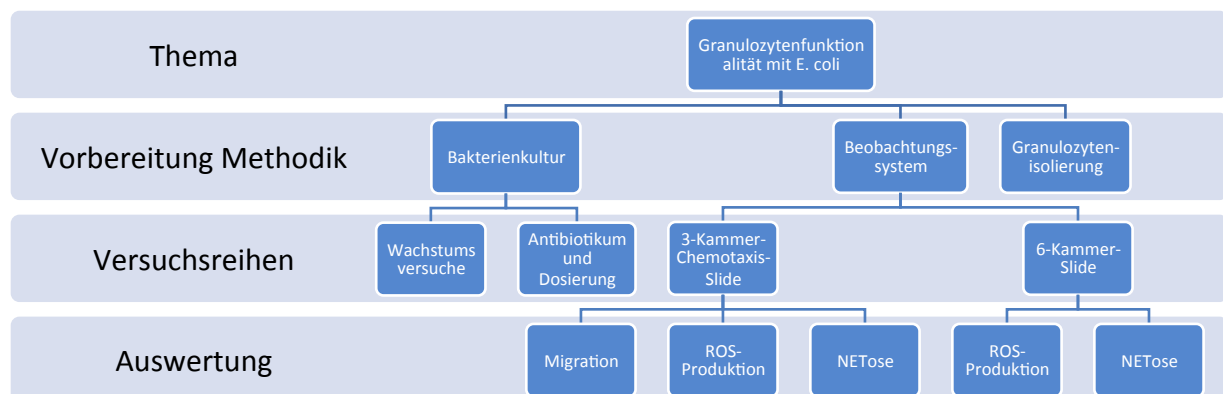 Thema
Granulozytenfunktion
alität mit E. coli
Vorbereitung Methodik
Bakterienkultur
Beobachtungs-
system
Granulozyten-
isolierung
Versuchsreihen
Wachstums
versuche
Antibiotikum
und
Dosierung
3-Kammer-
Chemotaxis-
Slide
6-Kammer-
Slide
Auswertung
Migration
ROS-
Produktion
NETose
ROS-
Produktion
NETose